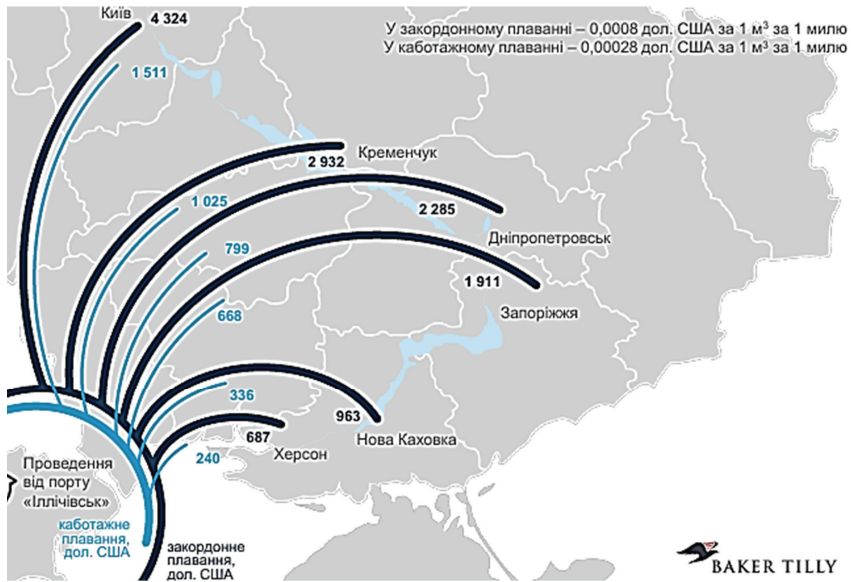 Київ
4 324
1 511
У закордонному плаванні – 0,0008 дол. США за 1 м³ за 1 милю
У каботажному плаванні – 0,00028 дол. США за 1 м³ за 1 милю
Кременчук
2 932
1 025
2 285
Дніпропетровськ
799
1 911
Запоріжжя
668
336
963
Нова Каховка
687
Херсон
240
Проведення
від порту
«Іллічівськ»
каботажне
плавання,
дол. США
закордонне
плавання,
дол. США
BAKER TILLY